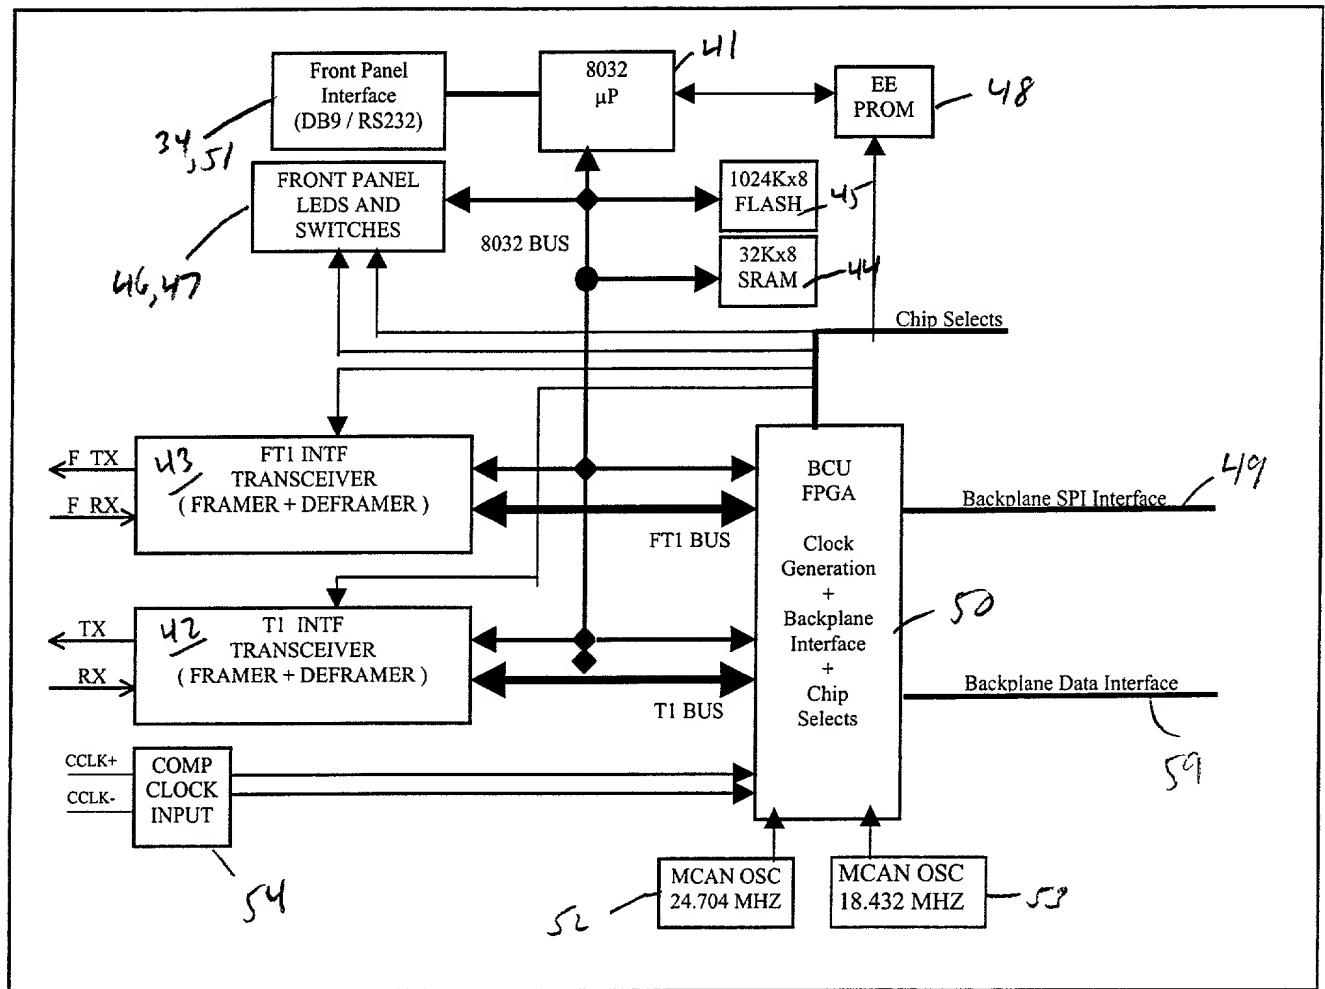 Front Panel
Interface
(DB9 / RS232)
34, 51
8032
µP
41
EE
PROM
48
FRONT PANEL
LEDS AND
SWITCHES
46, 47
8032 BUS
1024Kx8
FLASH
45
32Kx8
SRAM
44
Chip Selects
F TX
F RX
43
FT1 INTF
TRANSCEIVER
( FRAMER + DEFRAMER )
FT1 BUS
BCU
FPGA
Clock
Generation
+
Backplane
Interface
+
Chip
Selects
50
Backplane SPI Interface
49
TX
RX
42
T1 INTF
TRANSCEIVER
( FRAMER + DEFRAMER )
T1 BUS
Backplane Data Interface
59
CCLK+
CCLK-
COMP
CLOCK
INPUT
54
MCAN OSC
24.704 MHZ
52
MCAN OSC
18.432 MHZ
53